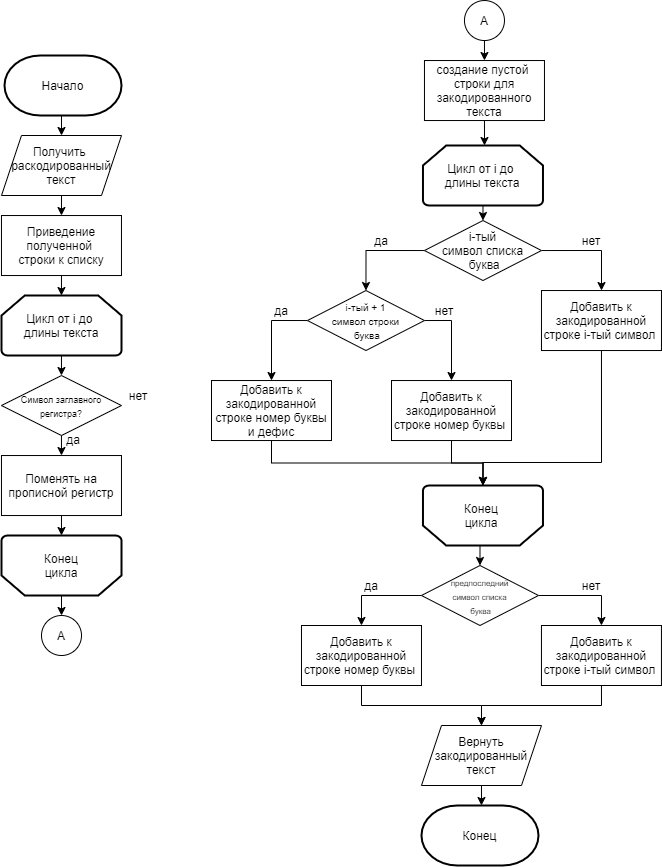 Начало
Получить
раскодированный
текст
Приведение
полученной
строки к списку
Цикл от i до
длины текста
Символ заглавного
регистра?
нет
да
Поменять на
прописной регистр
Конец
цикла
А
А
создание пустой
строки для
закодированного
текста
Цикл от i до
длины текста
i-тый
символ списка
буква
да
нет
i-тый + 1
символ строки
буква
да
нет
Добавить к
закодированной
строке i-тый символ
Добавить к
закодированной
строке номер буквы
и дефис
Добавить к
закодированной
строке номер буквы
Конец
цикла
предпоследний
символ списка
буква
да
нет
Добавить к
закодированной
строке номер буквы
Добавить к
закодированной
строке i-тый символ
Вернуть
закодированный
текст
Конец